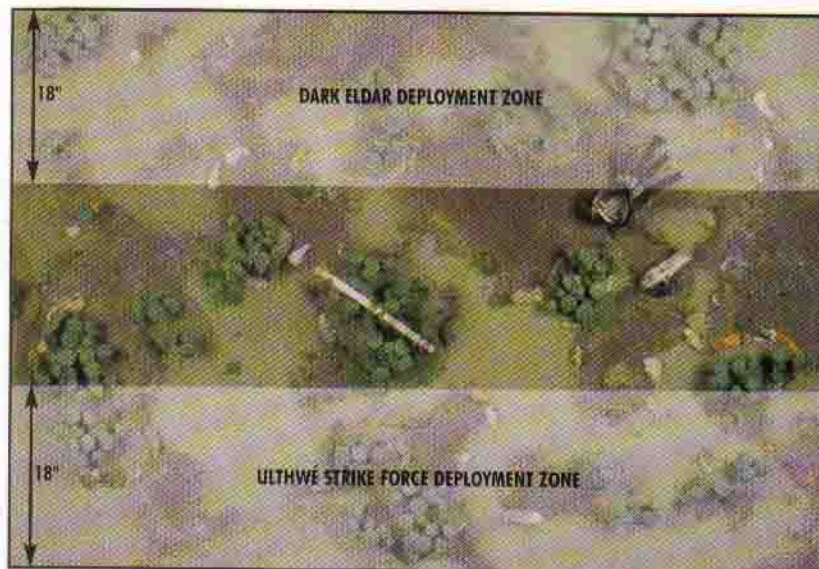 18"
DARK ELDAR DEPLOYMENT ZONE
18"
ULTHWÉ STRIKE FORCE DEPLOYMENT ZONE